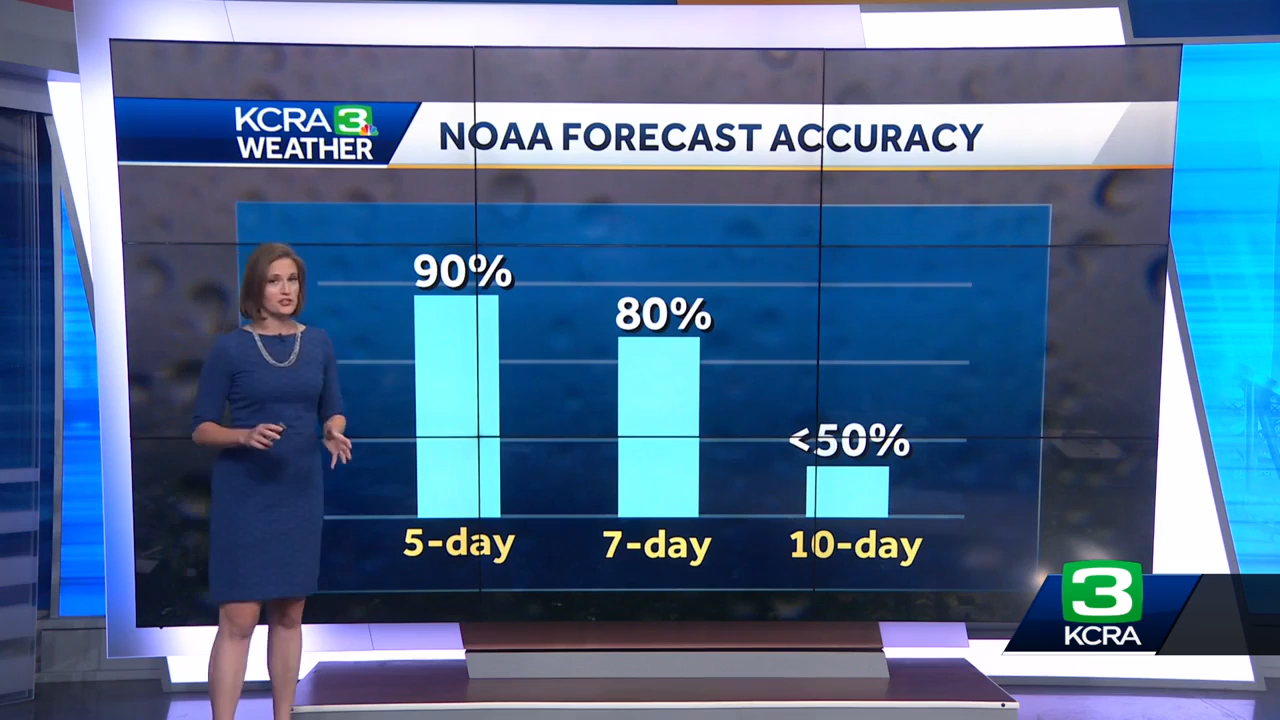 KCRA 3
WEATHER
NOAA FORECAST ACCURACY
90%
80%
<50%
5-day
7-day
10-day
3
KCRA